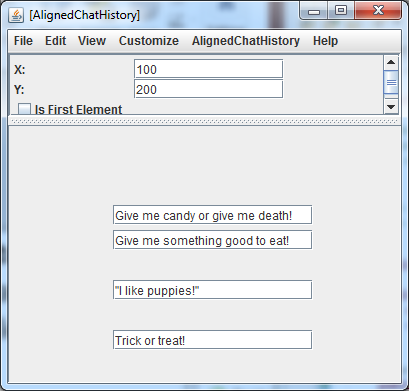 [AlignedChatHistory]
File Edit View Customize AlignedChatHistory Help
X: 100
Y: 200
Is First Element
Give me candy or give me death!
Give me something good to eat!
"I like puppies!"
Trick or treat!